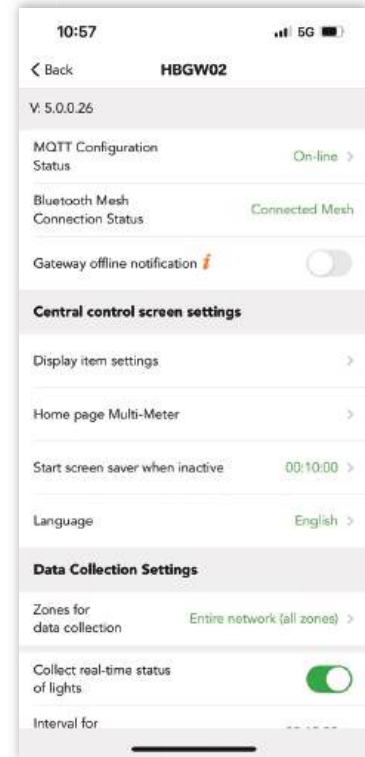 10:57
5G
Back
HBGW02
V: 5.0.0.26
MQTT Configuration
Status
On-line
Bluetooth Mesh
Connection Status
Connected Mesh
Gateway offline notification i
Central control screen settings
Display item settings
Home page Multi-Meter
Start screen saver when inactive
00:10:00
Language
English
Data Collection Settings
Zones for
data collection
Entire network (all zones)
Collect real-time status
of lights
Interval for